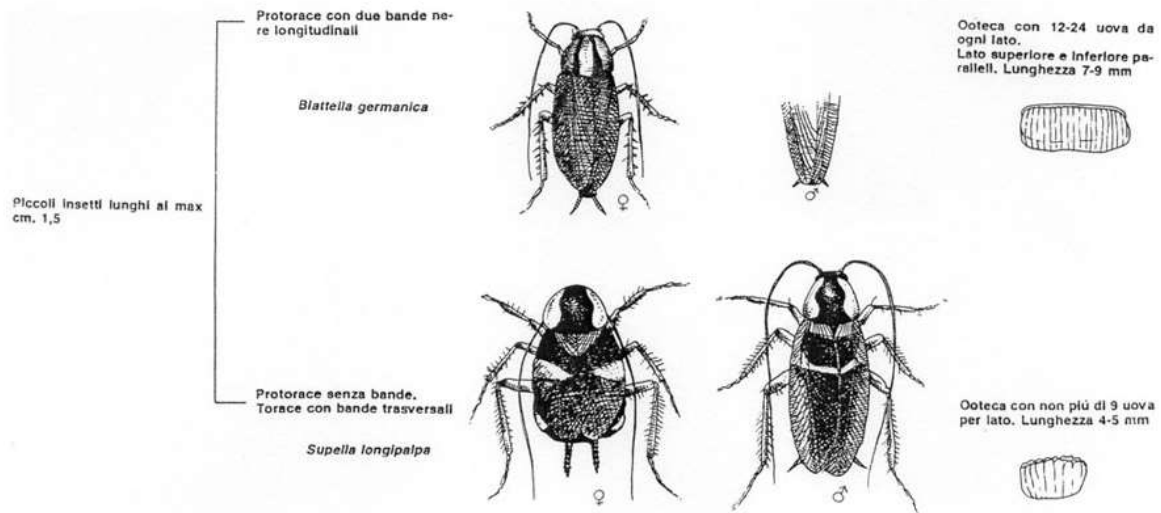 Protorace con due bande ne-
re longitudinali
Blattella germanica
♀
♂
Ooteca con 12-24 uova da
ogni lato.
Lato superiore e inferiore pa-
ralleli. Lunghezza 7-9 mm
Piccoli insetti lunghi al max
cm. 1,5
Protorace senza bande.
Torace con bande trasversali
Supella longipalpa
♀
♂
Ooteca con non piú di 9 uova
per lato. Lunghezza 4-5 mm